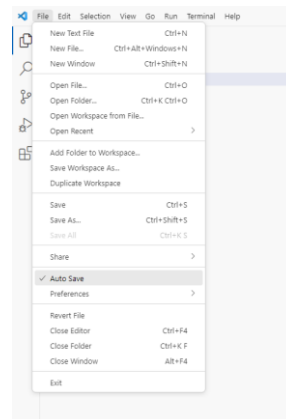 File Edit Selection View Go Run Terminal Help
New Text File Ctrl+N
New File... Ctrl+Alt+Windows+N
New Window Ctrl+Shift+N
Open File... Ctrl+O
Open Folder... Ctrl+K Ctrl+O
Open Workspace from File...
Open Recent
Add Folder to Workspace...
Save Workspace As...
Duplicate Workspace
Save Ctrl+S
Save As... Ctrl+Shift+S
Save All Ctrl+K S
Share
Auto Save
Preferences
Revert File
Close Editor Ctrl+F4
Close Folder Ctrl+K F
Close Window Alt+F4
Exit